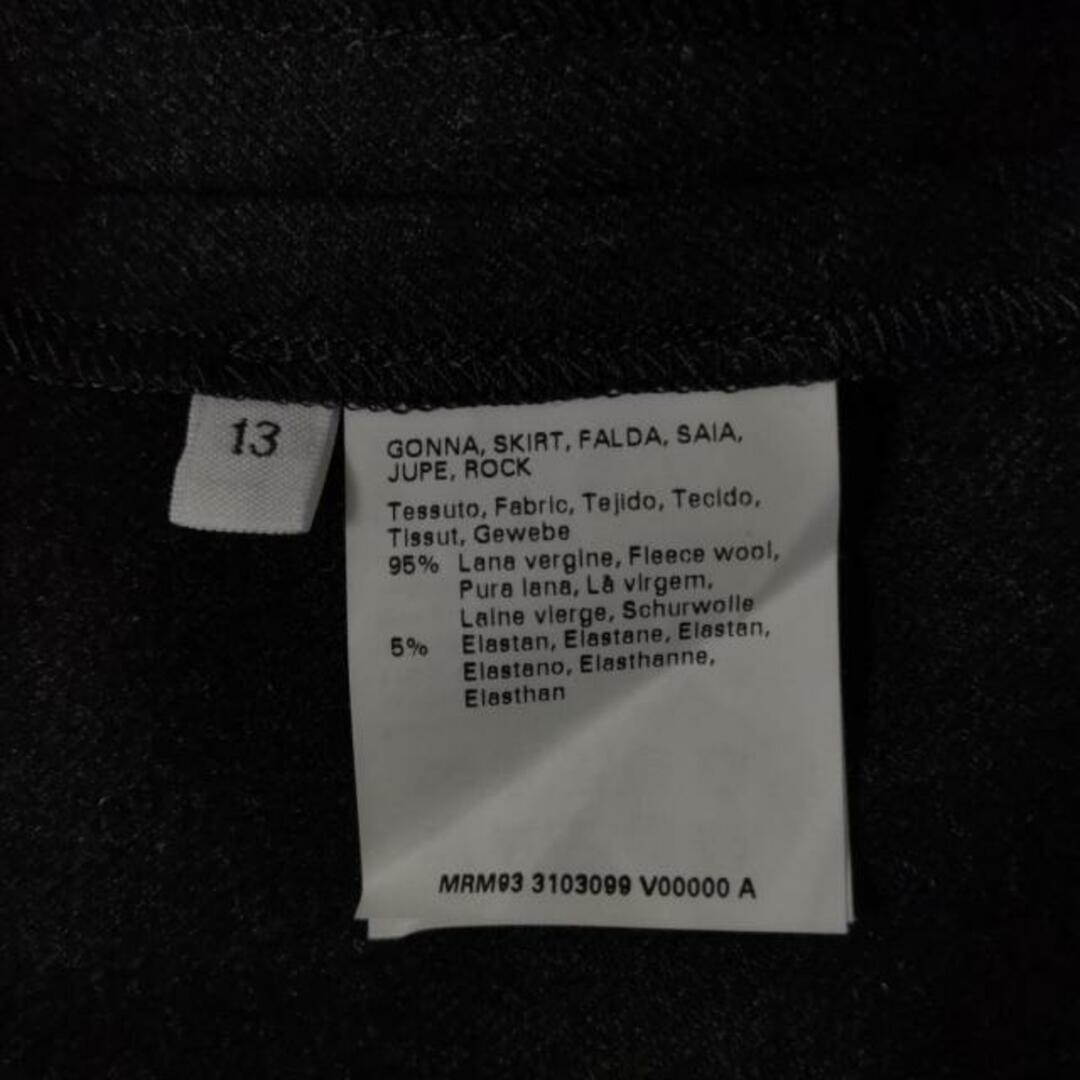 13
GONNA, SKIRT, FALDA, SAIA,
JUPE, ROCK
Tessuto, Fabric, Tejido, Tecido,
Tissut, Gewebe
95% Lana vergine, Fleece wool,
Pura lana, Lã virgem,
Laine vierge, Schurwolle
5% Elastan, Elastane, Elastan,
Elastano, Elasthanne,
Elasthan
MRM93 3103099 V00000 A